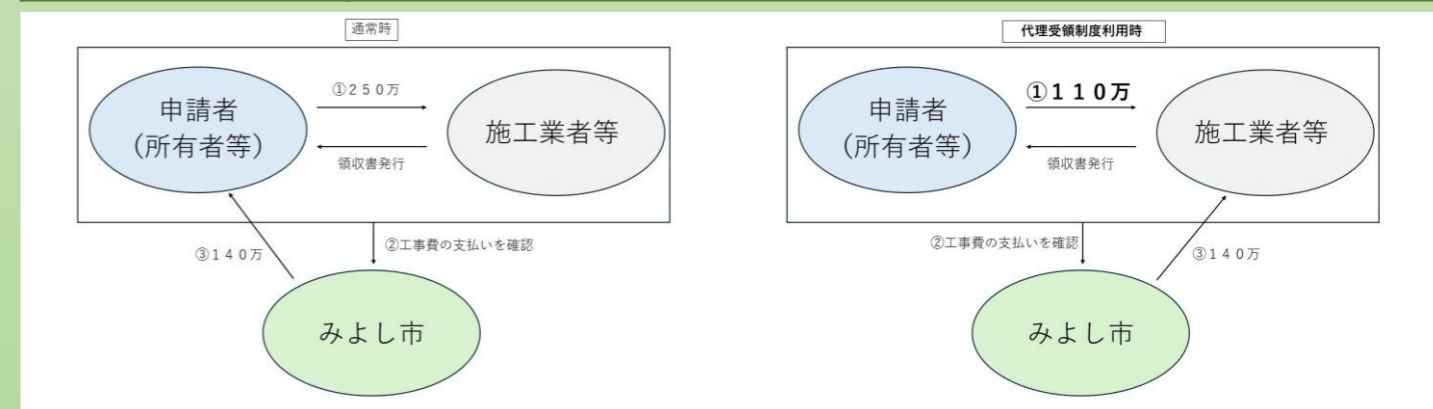 通常時
申請者
（所有者等）
①２５０万
領収書発行
施工業者等
②工事費の支払いを確認
③１４０万
みよし市
代理受領制度利用時
申請者
（所有者等）
①１１０万
領収書発行
施工業者等
②工事費の支払いを確認
③１４０万
みよし市